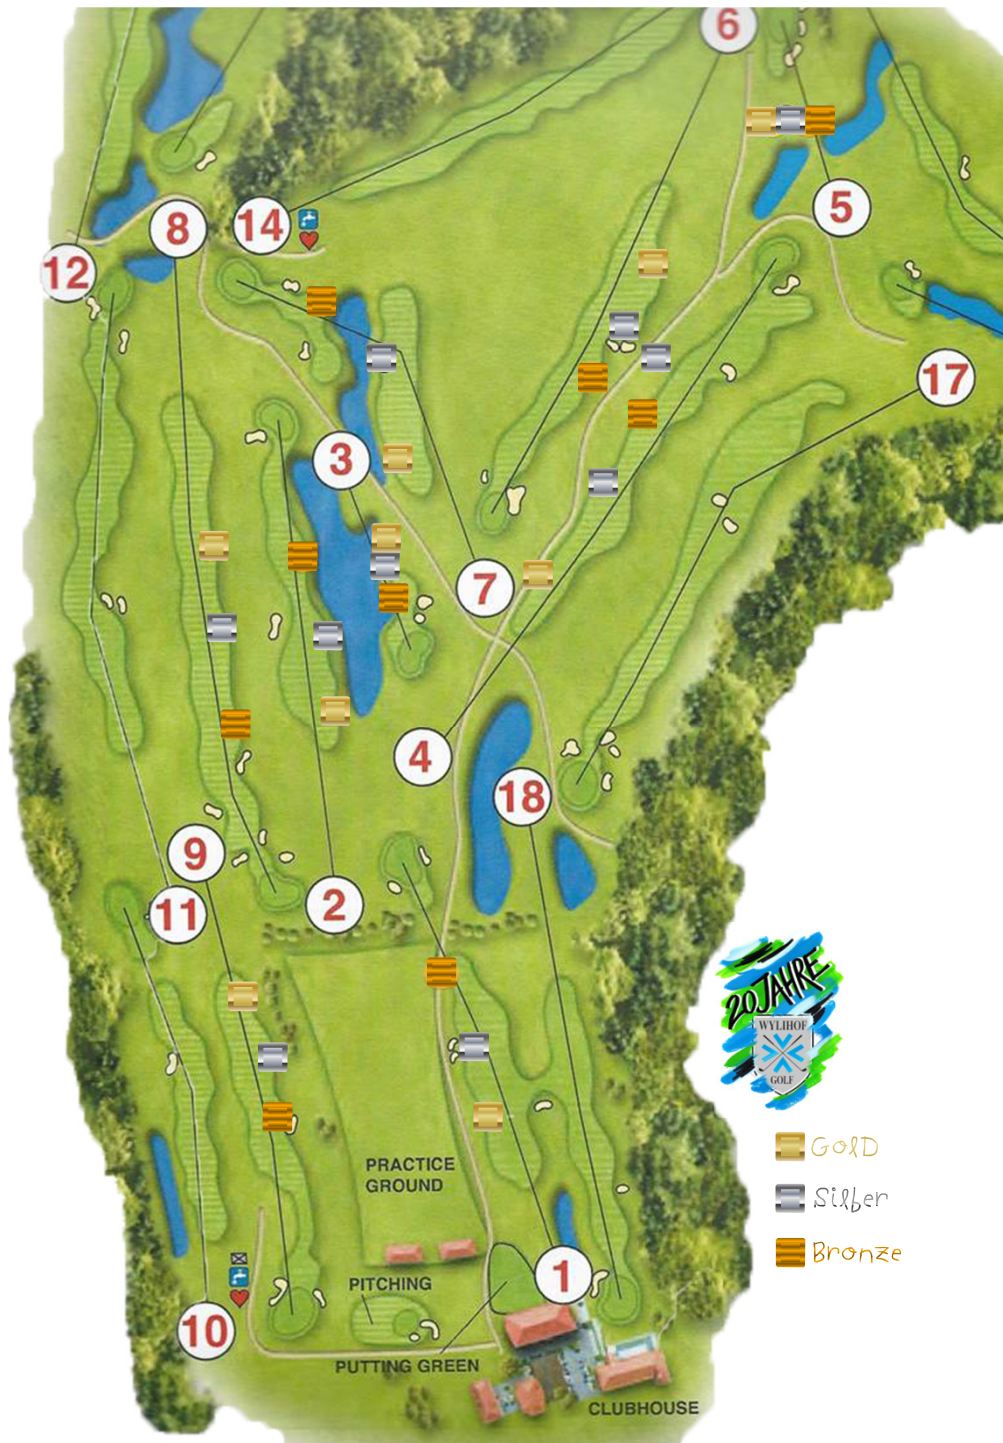 6
5
14
8
12
17
3
7
4
18
9
2
11
20 JAHRE
WYLIHOF
GOLF
GolD
PRACTICE
GROUND
Silber
Bronze
1
PITCHING
10
PUTTING GREEN
CLUBHOUSE